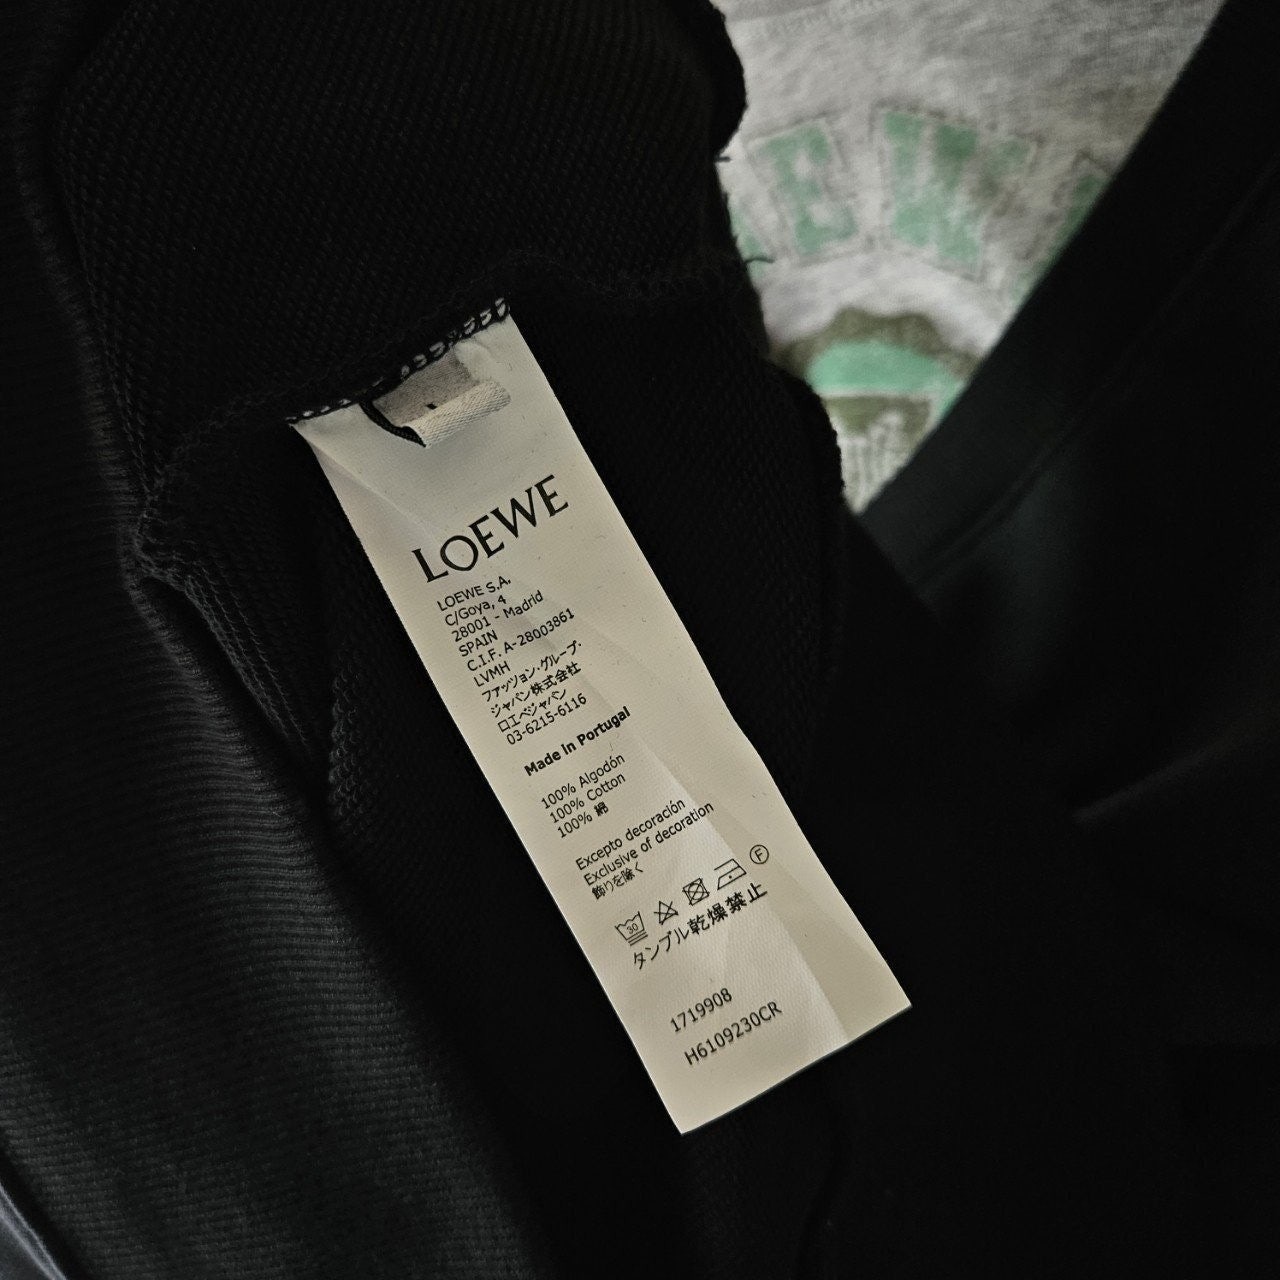 LOEWE
LOEWE S.A.
C/Goya, 4
28001 - Madrid
SPAIN
C.I.F. A-28003861
LVMH
ファッション・グループ・
ジャパン株式会社
ロエベジャパン
03-6215-6116
Made in Portugal
100% Algodón
100% Cotton
100% 綿
Excepto decoración
Exclusive of decoration
飾りを除く
30
F
タンブル乾燥禁止
1719908
H6109230CR